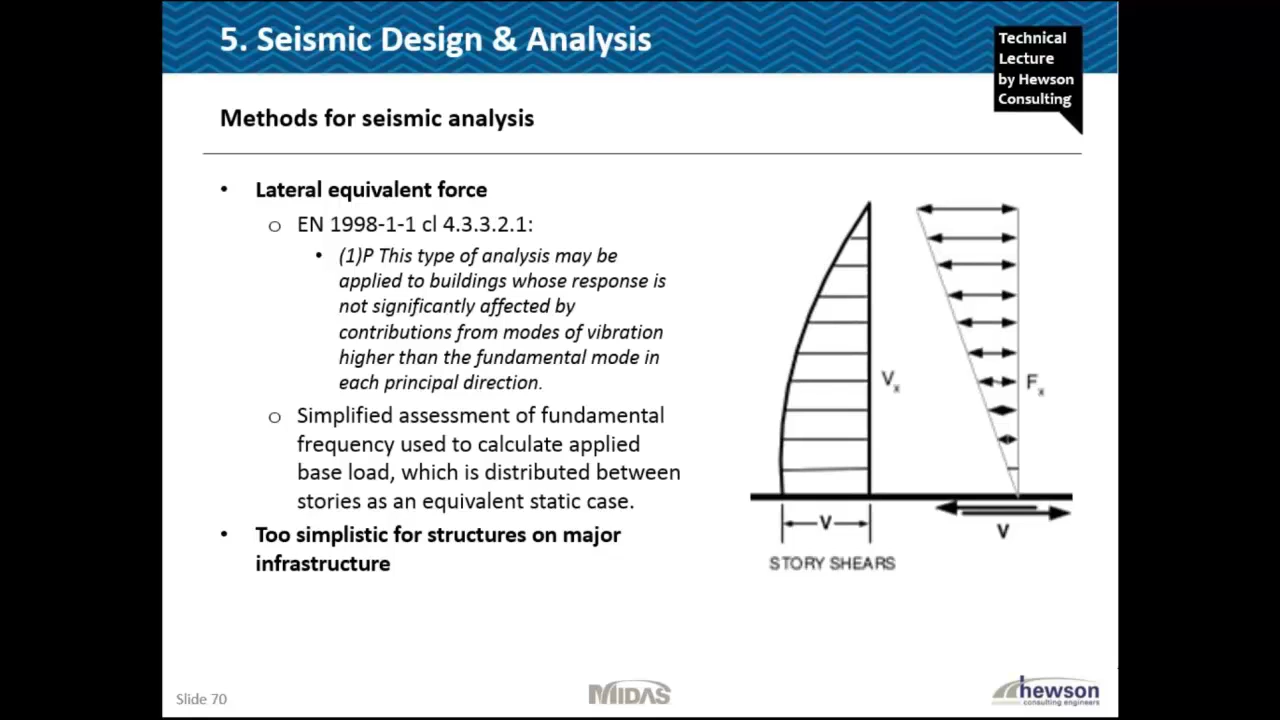 5. Seismic Design & Analysis
Technical
Lecture
by Hewson
Consulting
Methods for seismic analysis
• Lateral equivalent force
o EN 1998-1-1 cl 4.3.3.2.1:
• (1)P This type of analysis may be
applied to buildings whose response is
not significantly affected by
contributions from modes of vibration
higher than the fundamental mode in
each principal direction.
o Simplified assessment of fundamental
frequency used to calculate applied
base load, which is distributed between
stories as an equivalent static case.
• Too simplistic for structures on major
infrastructure
Vx
Fx
V
V
STORY SHEARS
Slide 70
MIDAS
hewson
consulting engineers